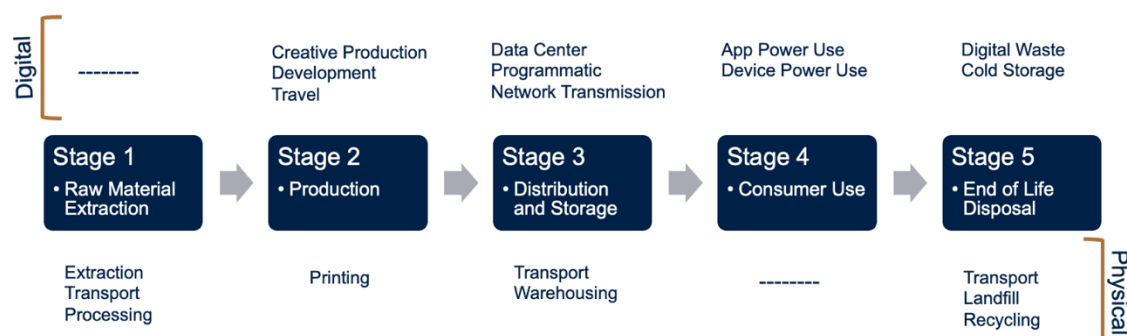 Digital
--------
Creative Production
Development
Travel
Data Center
Programmatic
Network Transmission
App Power Use
Device Power Use
Digital Waste
Cold Storage
Stage 1
• Raw Material
Extraction
Stage 2
• Production
Stage 3
• Distribution
and Storage
Stage 4
• Consumer Use
Stage 5
• End of Life
Disposal
Extraction
Transport
Processing
Printing
Transport
Warehousing
--------
Transport
Landfill
Recycling
Physical